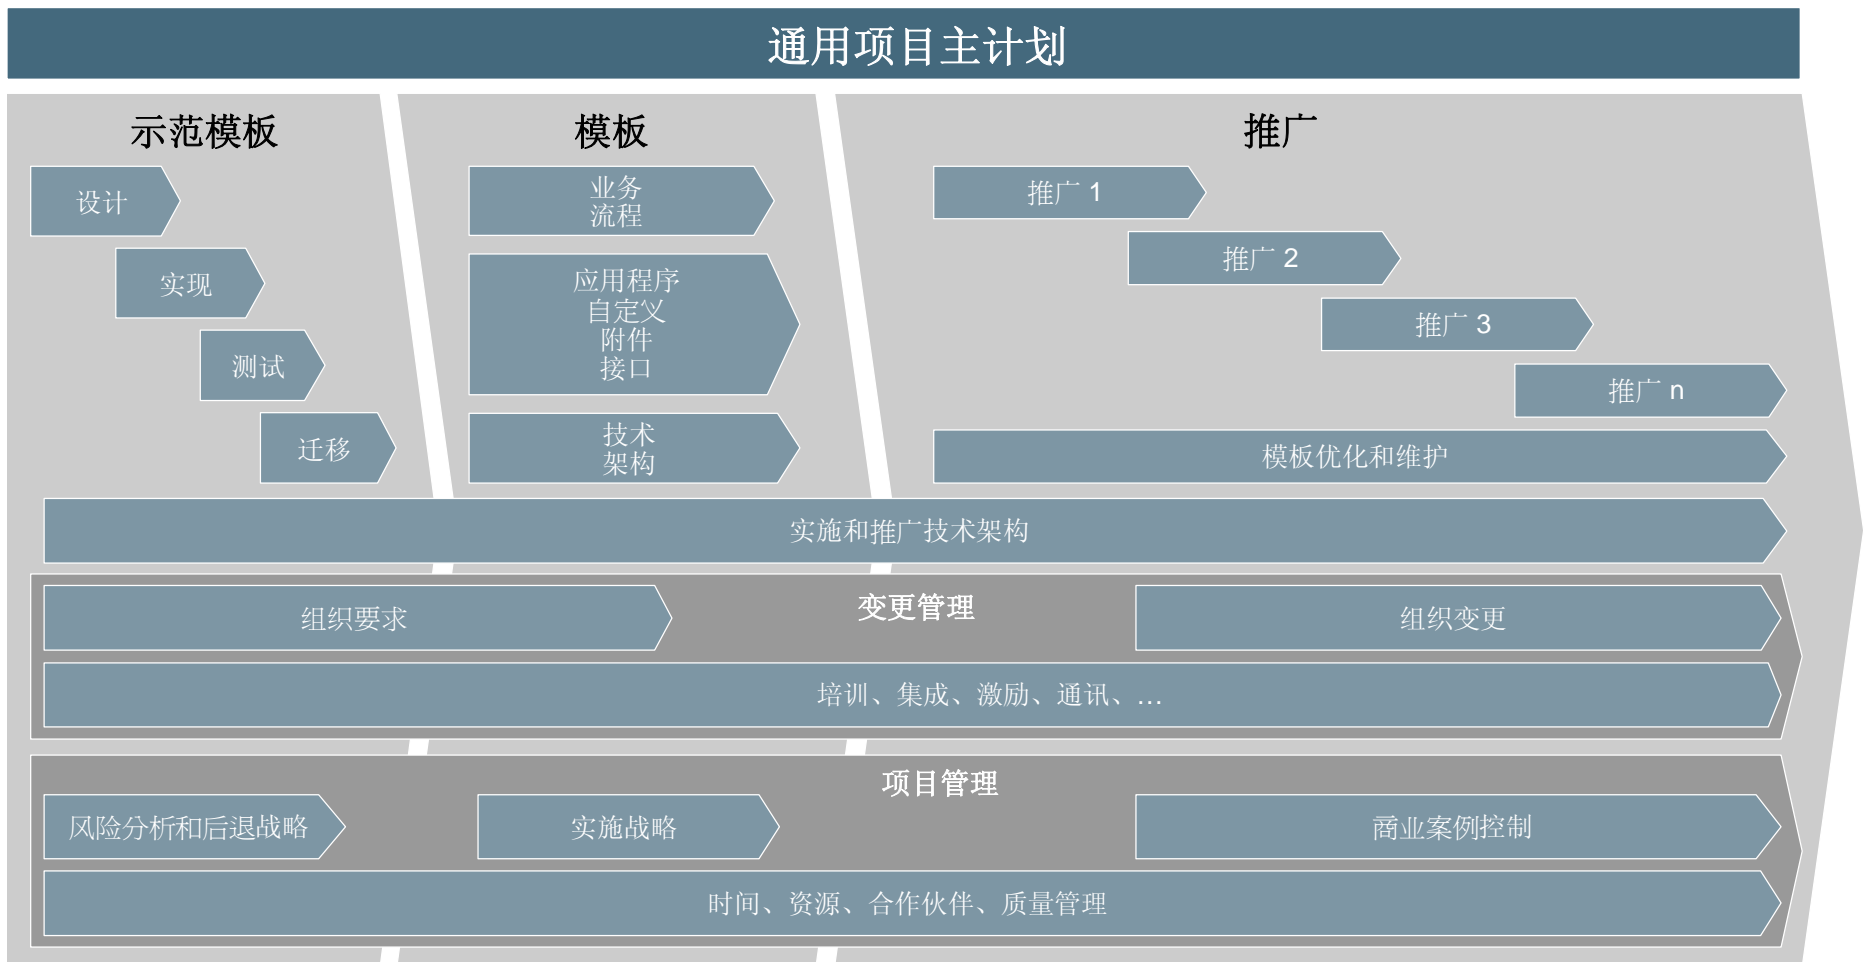 通用项目主计划
示范模板
设计
实现
测试
迁移
模板
业务
流程
应用程序
自定义
附件
接口
技术
架构
推广
推广 1
推广 2
推广 3
推广 n
模板优化和维护
实施和推广技术架构
变更管理
组织要求
组织变更
培训、集成、激励、通讯、...
项目管理
风险分析和后退战略
实施战略
商业案例控制
时间、资源、合作伙伴、质量管理